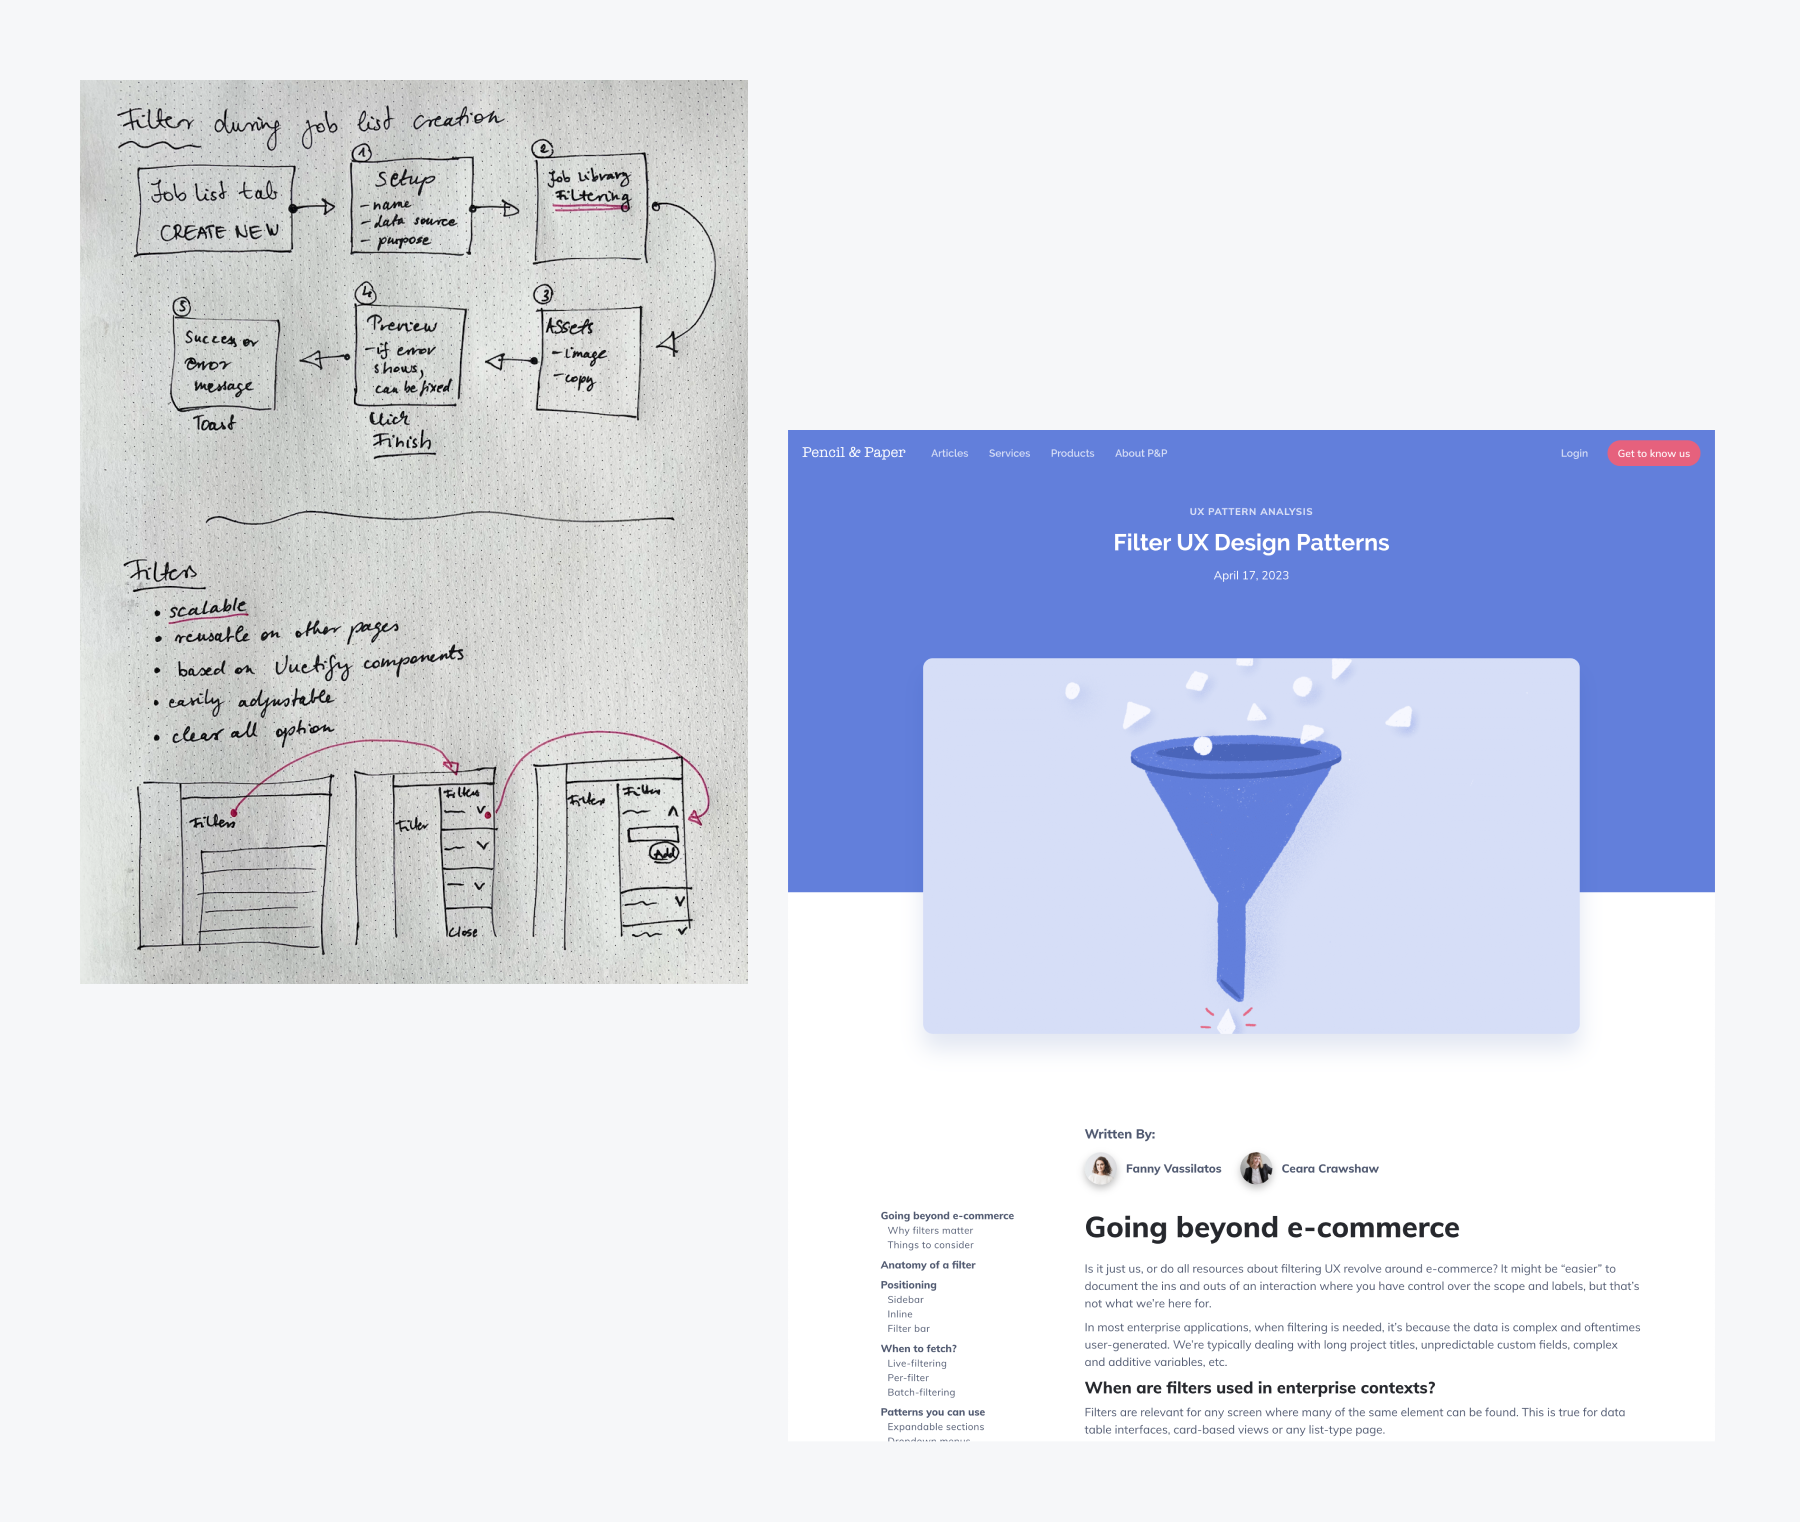 Filter during job list creation
Job list tab
CREATE NEW
1
Setup
- name
- data source
- purpose
2
Job Library
Filtering
3
Assets
- image
- copy
4
Preview
- if error
shows,
can be fixed
Click
Finish
5
Success or
error
message
Toast
Filters
• scalable
• reusable on other pages
• based on Vuetify components
• easily adjustable
• clear all option
Filters
Filter
Filters
Close
Filters
Filters
Add
Pencil & Paper
Articles
Services
Products
About P&P
Login
Get to know us
UX PATTERN ANALYSIS
Filter UX Design Patterns
April 17, 2023
Written By:
Fanny Vassilatos
Ceara Crawshaw
Going beyond e-commerce
Why filters matter
Things to consider
Anatomy of a filter
Positioning
Sidebar
Inline
Filter bar
When to fetch?
Live-filtering
Per-filter
Batch-filtering
Patterns you can use
Expandable sections
Dropdown menus
Going beyond e-commerce
Is it just us, or do all resources about filtering UX revolve around e-commerce? It might be “easier” to
document the ins and outs of an interaction where you have control over the scope and labels, but that’s
not what we’re here for.
In most enterprise applications, when filtering is needed, it’s because the data is complex and oftentimes
user-generated. We’re typically dealing with long project titles, unpredictable custom fields, complex
and additive variables, etc.
When are filters used in enterprise contexts?
Filters are relevant for any screen where many of the same element can be found. This is true for data
table interfaces, card-based views or any list-type page.